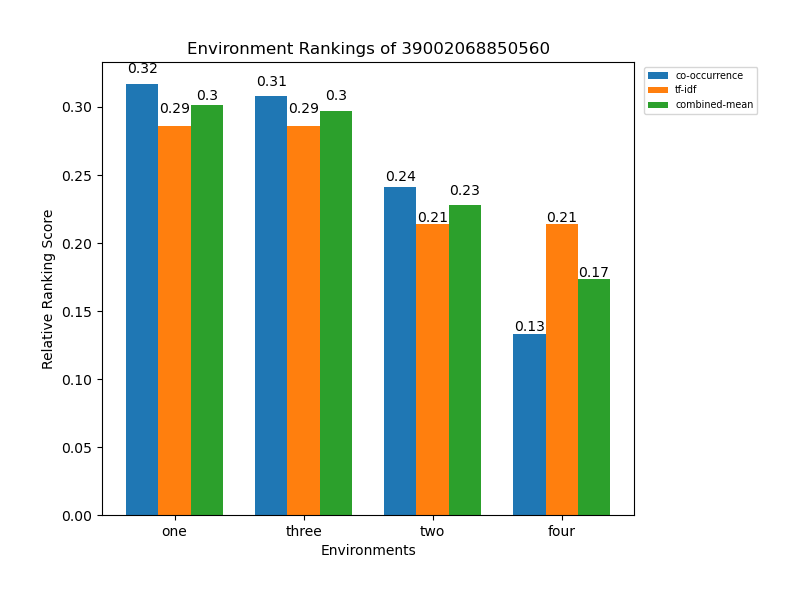 Environment Rankings of 39002068850560
co-occurrence
tf-idf
combined-mean
0.32
0.29
0.3
0.31
0.29
0.3
0.24
0.21
0.23
0.13
0.21
0.17
0.30
0.25
0.20
0.15
0.10
0.05
0.00
Relative Ranking Score
one three two four
Environments